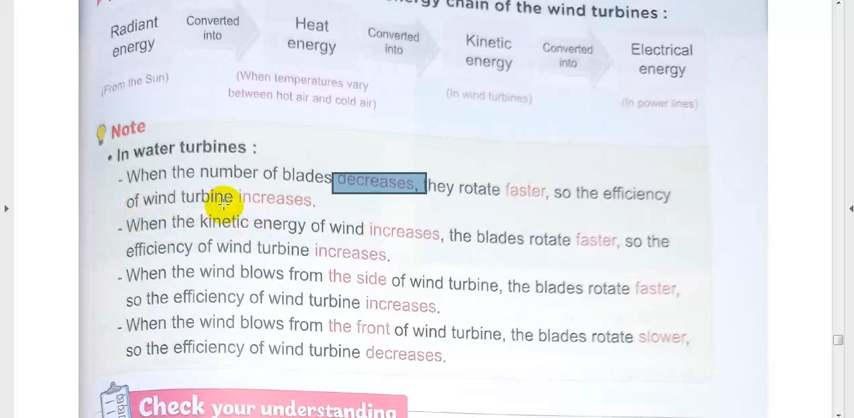 chain of the wind turbines :
Radiant energy
Converted into
Heat energy
Converted into
Kinetic energy
Converted into
Electrical energy
(From the Sun)
(When temperatures vary between hot air and cold air)
(In wind turbines)
(In power lines)
Note
• In water turbines :
- When the number of blades decreases, they rotate faster, so the efficiency
of wind turbine increases.
- When the kinetic energy of wind increases, the blades rotate faster, so the
efficiency of wind turbine increases.
- When the wind blows from the side of wind turbine, the blades rotate faster,
so the efficiency of wind turbine increases.
- When the wind blows from the front of wind turbine, the blades rotate slower,
so the efficiency of wind turbine decreases.
Check your understanding